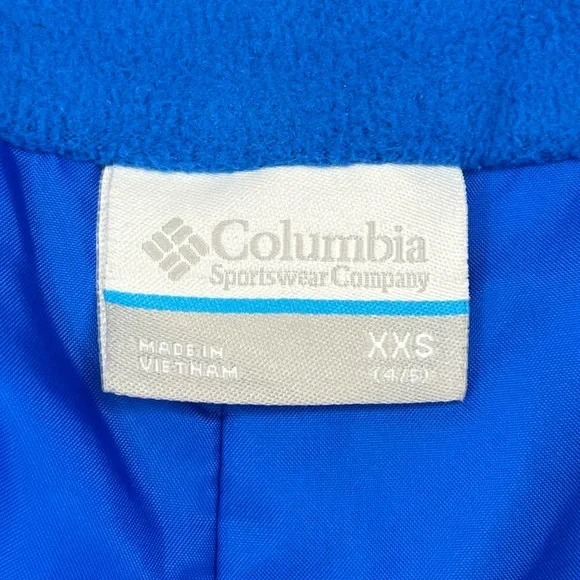 Columbia
Sportswear Company
MADE IN
VIETNAM
XXS
(4/5)